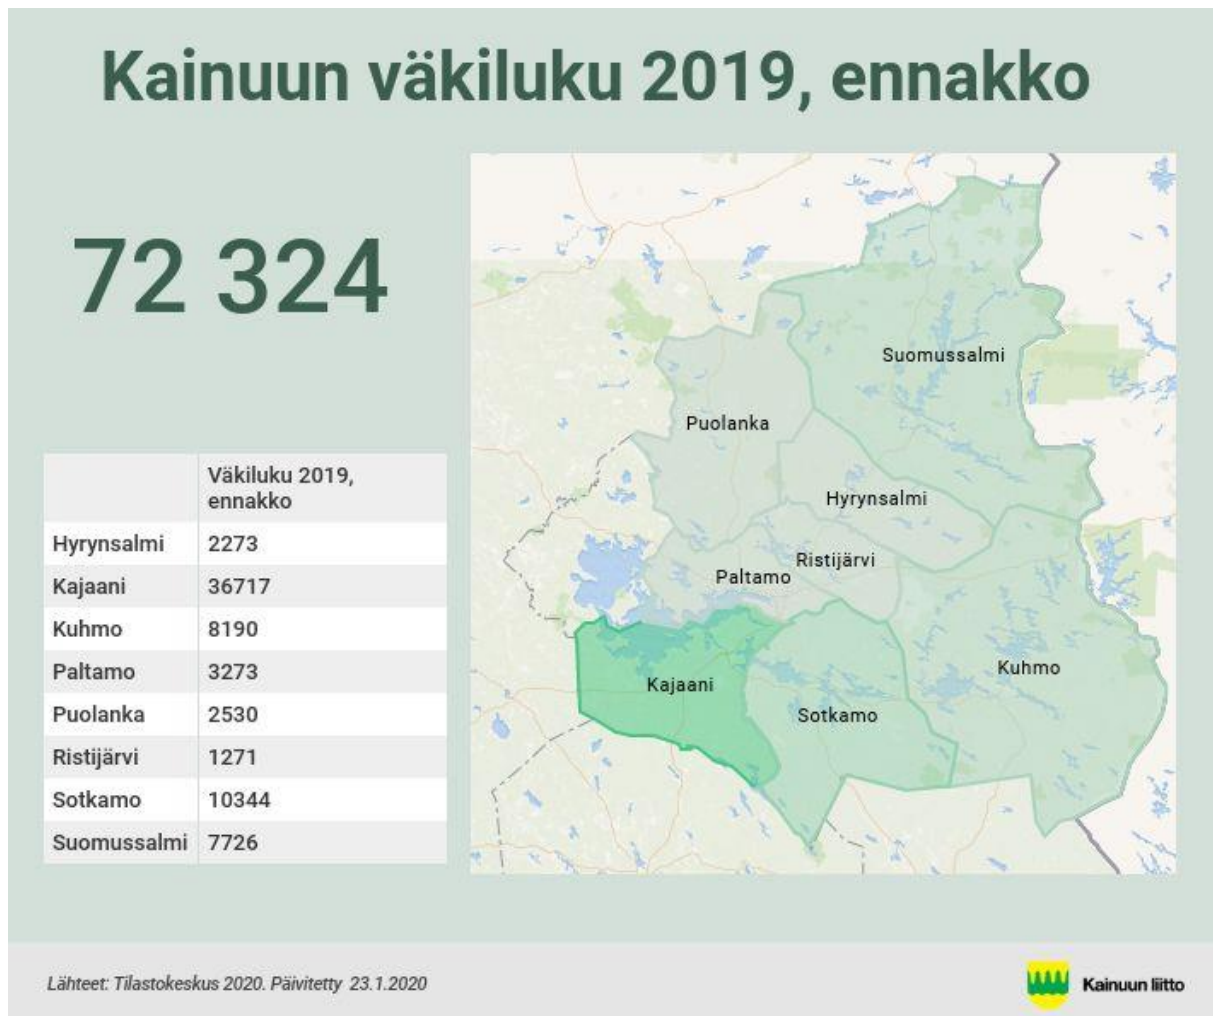 Kainuun väkiluku 2019, ennakko
72 324
Väkiluku 2019,
ennakko
Hyrynsalmi 2273
Kajaani 36717
Kuhmo 8190
Paltamo 3273
Puolanka 2530
Ristijärvi 1271
Sotkamo 10344
Suomussalmi 7726
Suomussalmi
Puolanka
Hyrynsalmi
Ristijärvi
Paltamo
Kuhmo
Kajaani
Sotkamo
Lähteet: Tilastokeskus 2020. Päivitetty 23.1.2020
Kainuun liitto